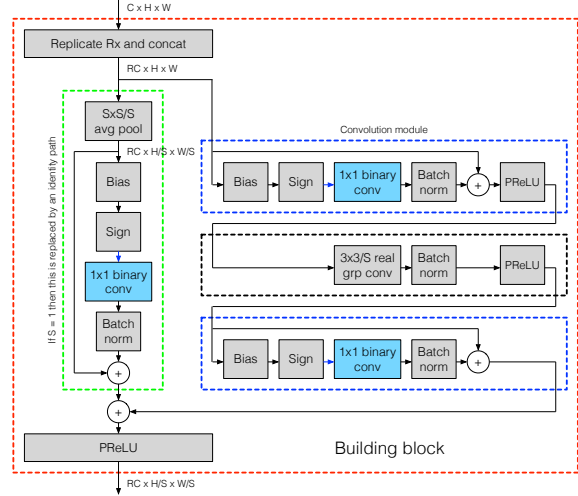 C x H x W
Replicate Rx and concat
RC x H x W
SxS/S
avg pool
RC x H/S x W/S
If S = 1 then this is replaced by an identity path
Bias
Sign
1x1 binary
conv
Batch
norm
+
+
PReLU
RC x H/S x W/S
Convolution module
Bias
Sign
1x1 binary
conv
Batch
norm
+
PReLU
3x3/S real
grp conv
Batch
norm
PReLU
Bias
Sign
1x1 binary
conv
Batch
norm
+
Building block